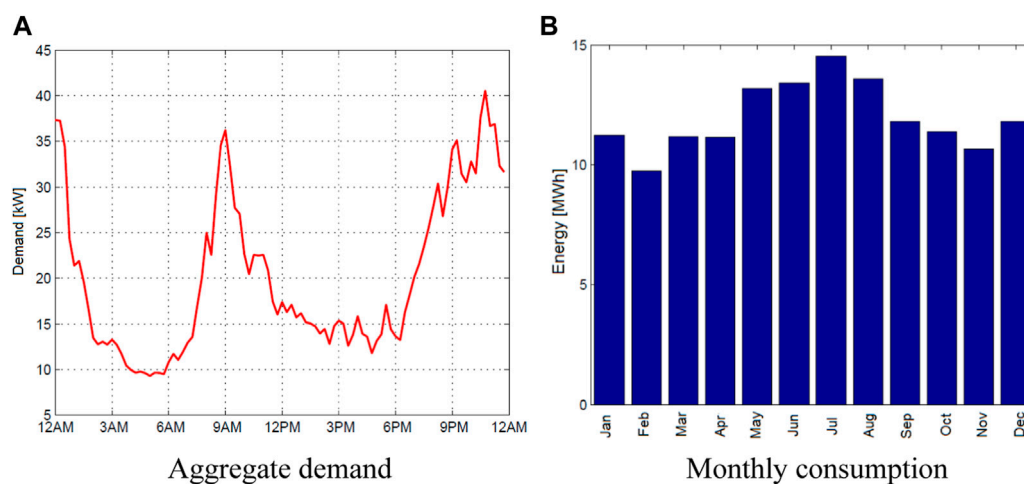 A
Demand [kW]
45
40
35
30
25
20
15
10
5
12AM 3AM 6AM 9AM 12PM 3PM 6PM 9PM 12AM
Aggregate demand
B
Energy [MWh]
15
10
5
0
Jan Feb Mar Apr May Jun Jul Aug Sep Oct Nov Dec
Monthly consumption